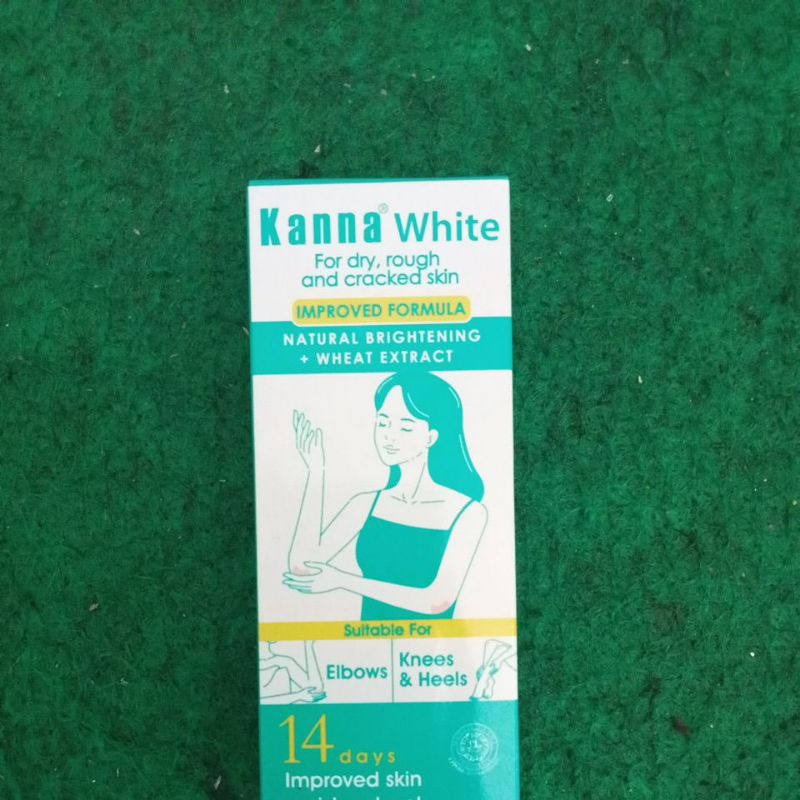 Kanna® White
For dry, rough
and cracked skin
IMPROVED FORMULA
NATURAL BRIGHTENING
+ WHEAT EXTRACT
Suitable For
Elbows
Knees
& Heels
14 days
Improved skin